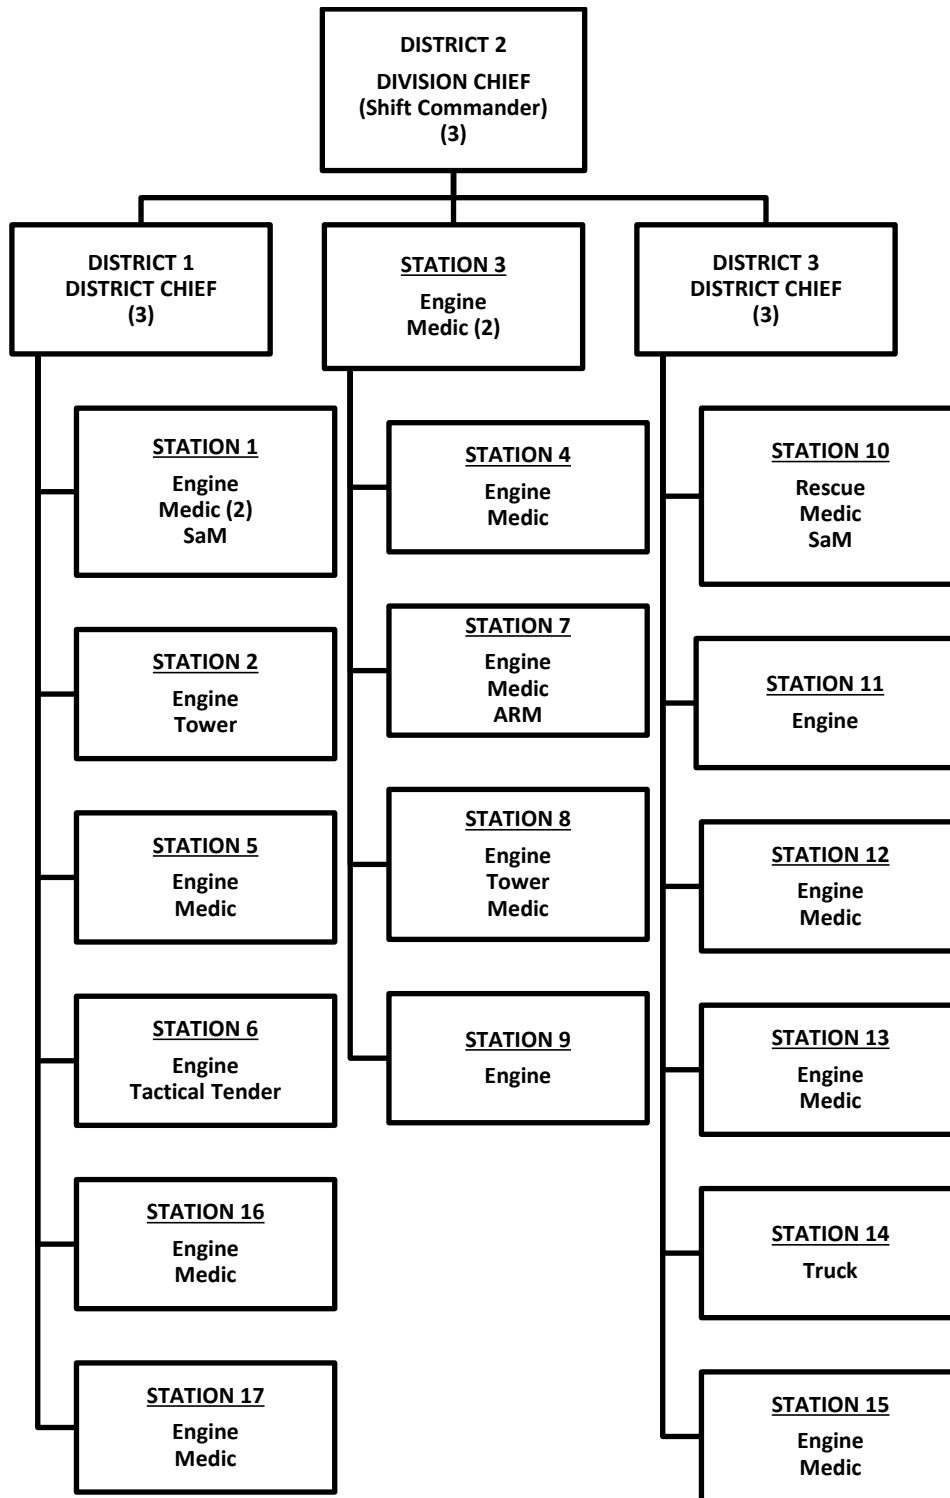 DISTRICT 2
DIVISION CHIEF
(Shift Commander)
(3)
DISTRICT 1
DISTRICT CHIEF
(3)
STATION 1
Engine
Medic (2)
SaM
STATION 2
Engine
Tower
STATION 5
Engine
Medic
STATION 6
Engine
Tactical Tender
STATION 16
Engine
Medic
STATION 17
Engine
Medic
STATION 3
Engine
Medic (2)
STATION 4
Engine
Medic
STATION 7
Engine
Medic
ARM
STATION 8
Engine
Tower
Medic
STATION 9
Engine
DISTRICT 3
DISTRICT CHIEF
(3)
STATION 10
Rescue
Medic
SaM
STATION 11
Engine
STATION 12
Engine
Medic
STATION 13
Engine
Medic
STATION 14
Truck
STATION 15
Engine
Medic